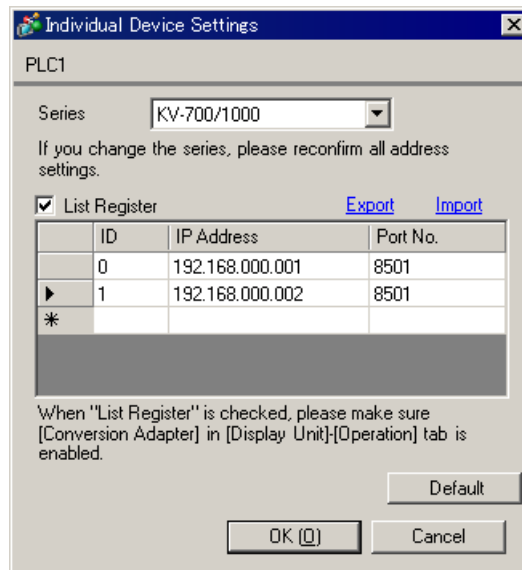 Individual Device Settings
PLC1
Series KV-700/1000
If you change the series, please reconfirm all address
settings.
List Register Export Import
ID IP Address Port No.
0 192.168.000.001 8501
1 192.168.000.002 8501
When "List Register" is checked, please make sure
[Conversion Adapter] in [Display Unit]-[Operation] tab is
enabled.
Default
OK (O) Cancel